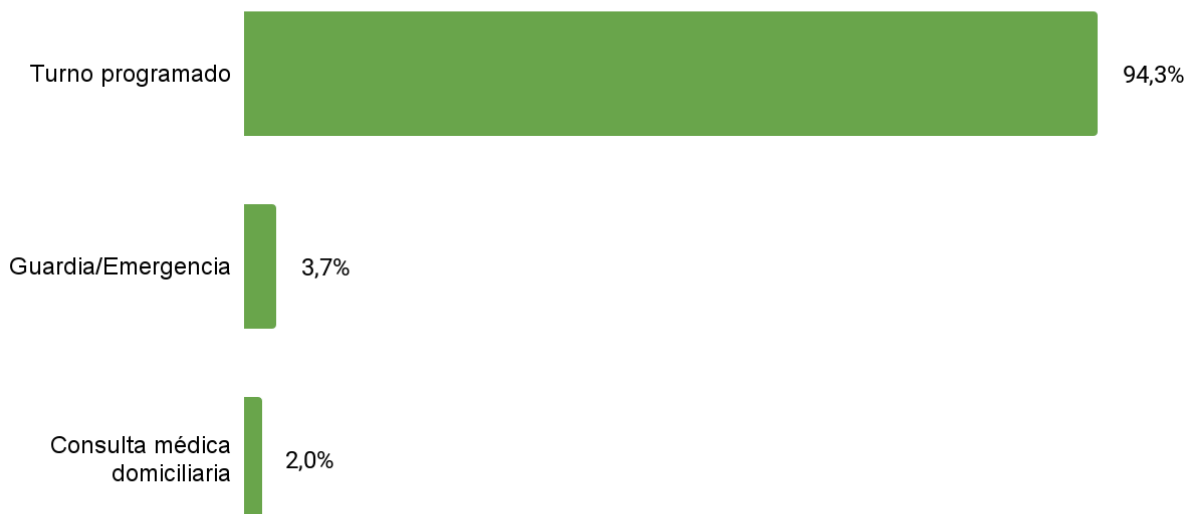 Turno programado
94,3%
Guardia/Emergencia
3,7%
Consulta médica
domiciliaria
2,0%